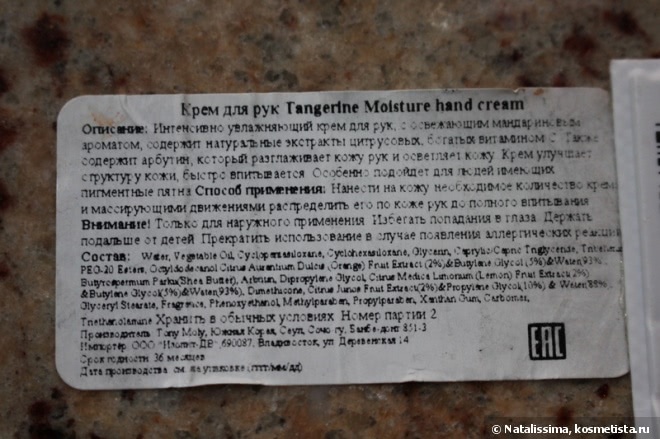 Крем для рук Tangerine Moisture hand cream
Описание: Интенсивно увлажняющий крем для рук, с освежающим мандариновым
ароматом, содержит натуральные экстракты цитрусовых, богатых витамином С. Также
содержит арбутин, который разглаживает кожу рук и осветляет кожу. Крем улучшает
структуру кожи, быстро впитывается. Особенно подойдет для людей имеющих
пигментные пятна Способ применения: Нанести на кожу необходимое количество крема
и массирующими движениями распределить его по коже рук до полного впитывания
Внимание! Только для наружного применения. Избегать попадания в глаза. Держать
подальше от детей. Прекратить использование в случае появления аллергических реакций
Состав: Water, Vegetable Oil, Cyclopentasiloxane, Cyclohexasiloxane, Glycerin, Caprylic/Capric Triglyceride,
PEG-20 Esters, Octyldodecanol Citrus Aurantium Dulcis (Orange) Fruit Extract (2%)&Butylene Glycol (5%)&Water(93%
Butyrospermum Parkii(Shea Butter), Arbutin, Dipropylene Glycol, Citrus Medica Limonum (Lemon) Fruit Extract(2%)
&Butylene Glycol(5%)&Water(93%), Dimethicone, Citrus Junos Fruit Extract(2%)&Propylene Glycol(10%) & Water(88%
Glyceryl Stearate, Fragrance, Phenoxyethanol, Methylparaben, Propylparaben, Xanthan Gum, Carbomer,
Triethanolamine Хранить в обычных условиях Номер партии 2
Производитель: Tony Moly, Южная Корея, Сеул, Сочо гу, 851-3
Импортёр: ООО "Изолит-ДВ", 690087, Владивосток, ул Деревенская 14
Срок годности 36 месяцев
Дата производства см на упаковке (гггг/мм/дд)
EAC
© Natalissima, kosmetista.ru